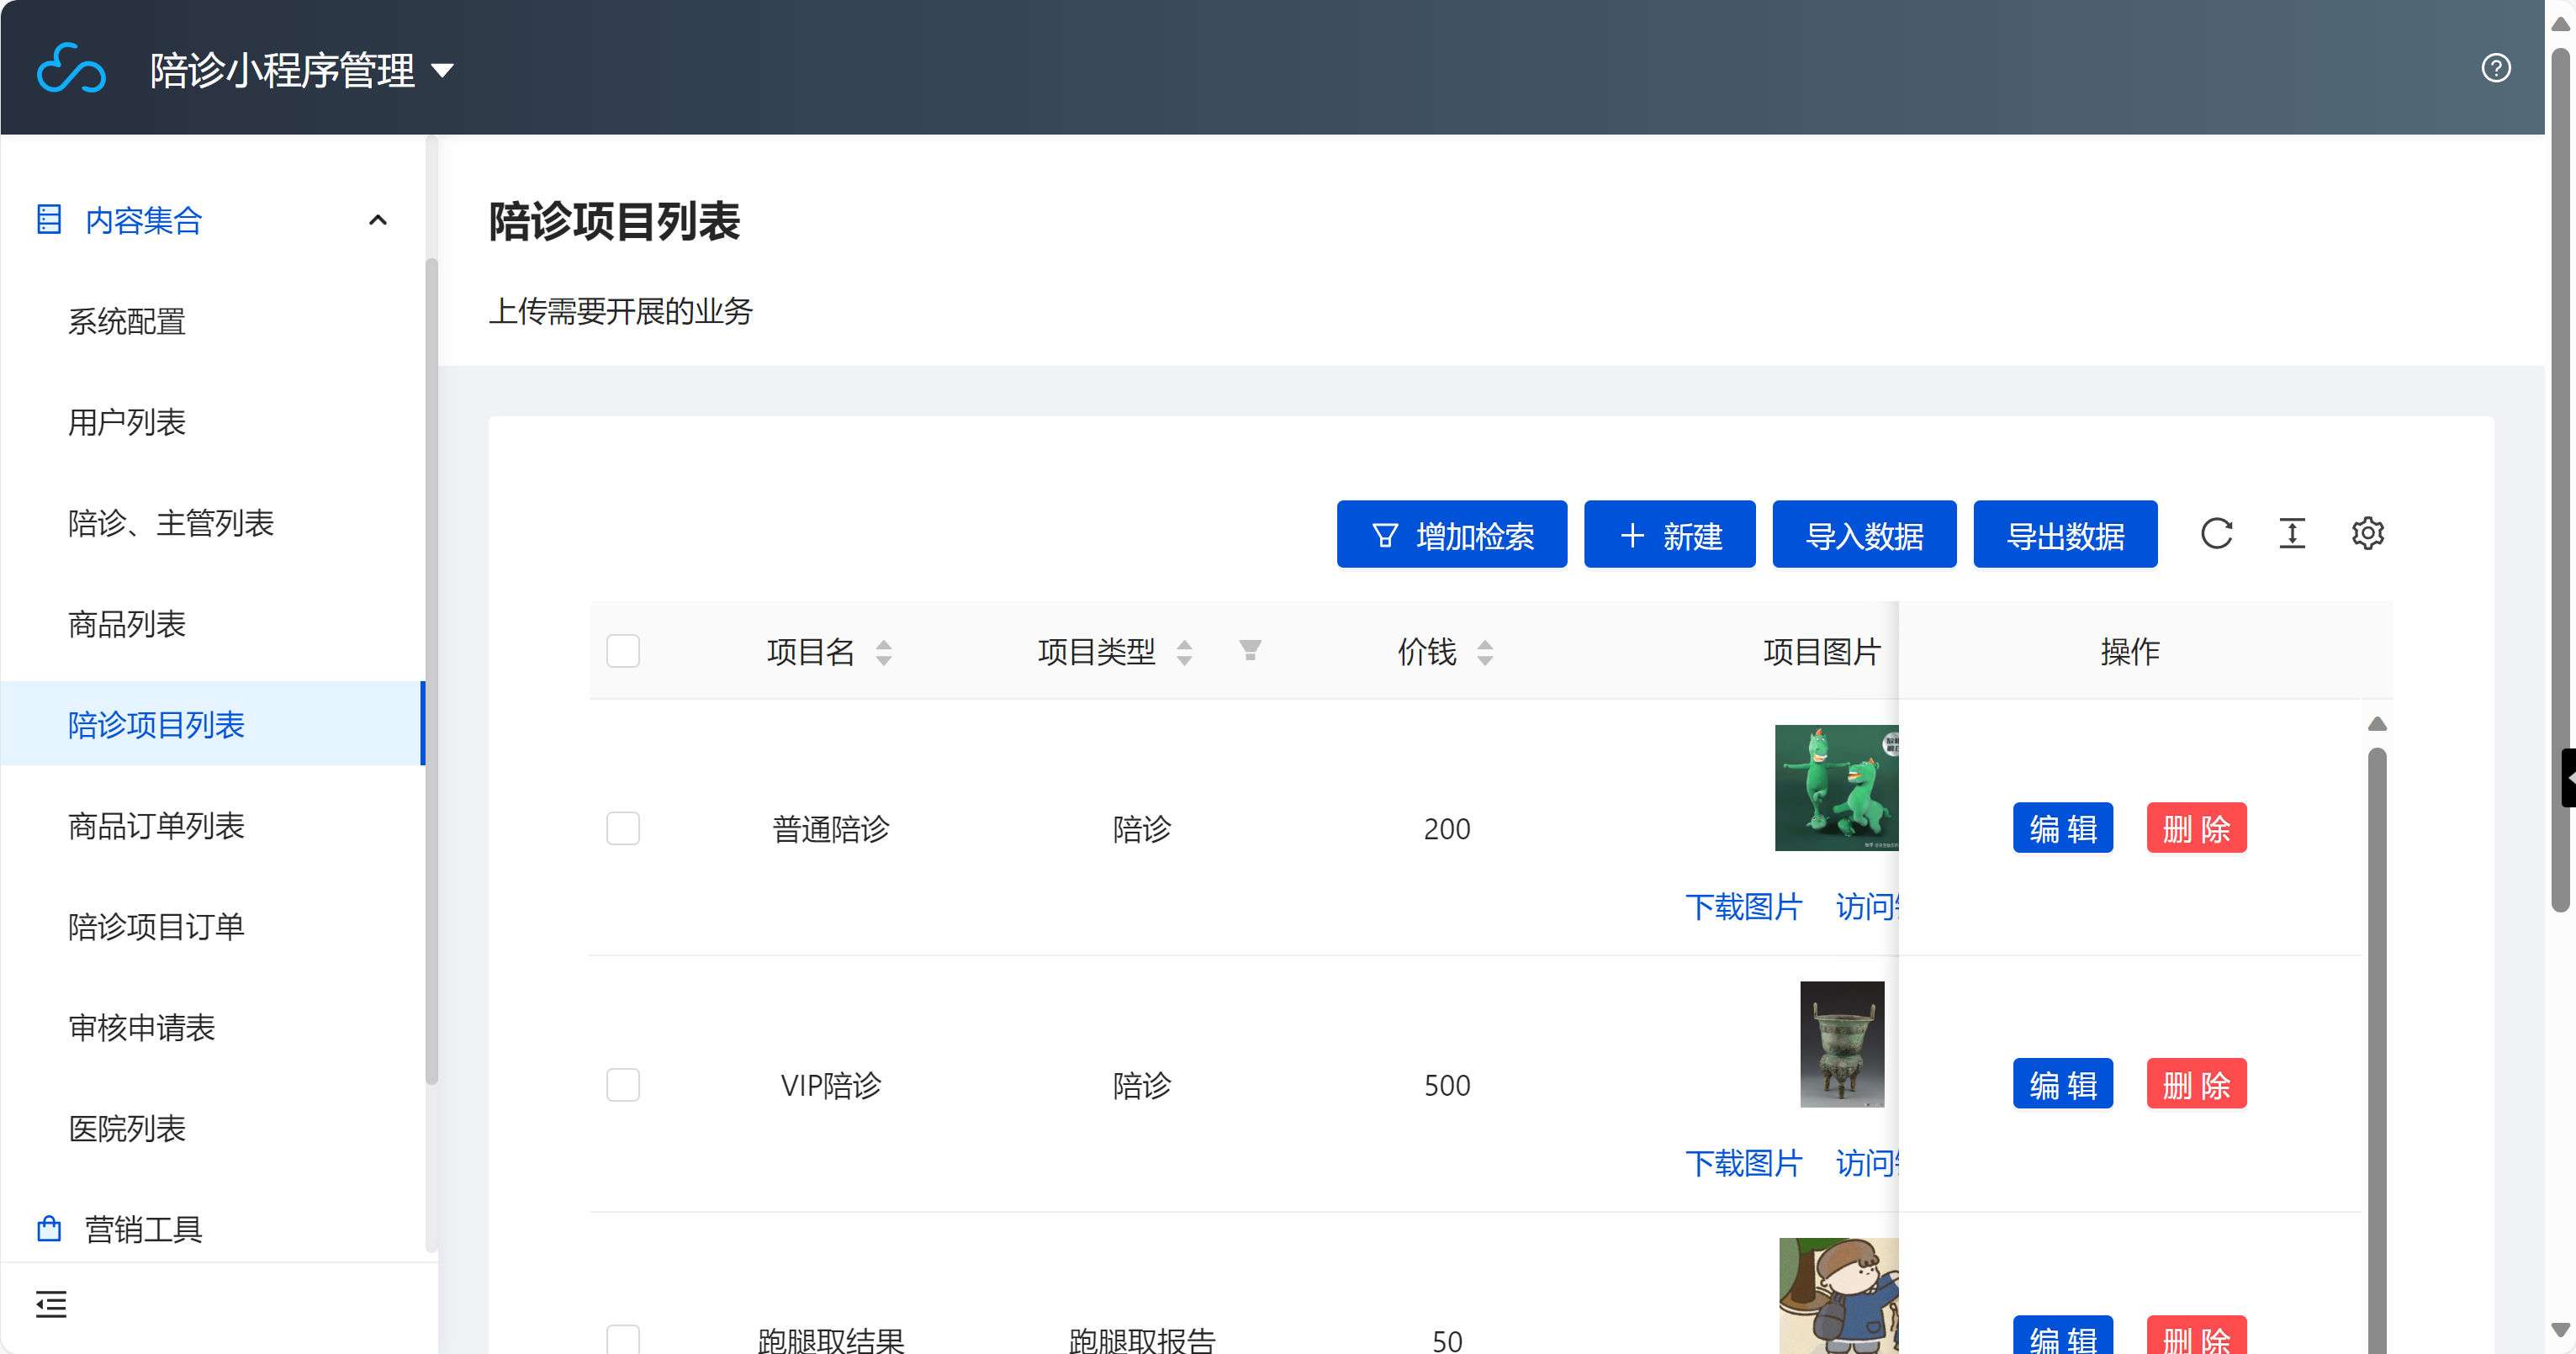 陪诊小程序管理
内容集合
系统配置
用户列表
陪诊、主管列表
商品列表
陪诊项目列表
商品订单列表
陪诊项目订单
审核申请表
医院列表
营销工具
陪诊项目列表
上传需要开展的业务
增加检索
新建
导入数据
导出数据
项目名 项目类型 价钱 项目图片 操作
普通陪诊 陪诊 200 编辑 删除
下载图片 访问
VIP陪诊 陪诊 500 编辑 删除
下载图片 访问
跑腿取结果 跑腿取报告 50 编辑 删除